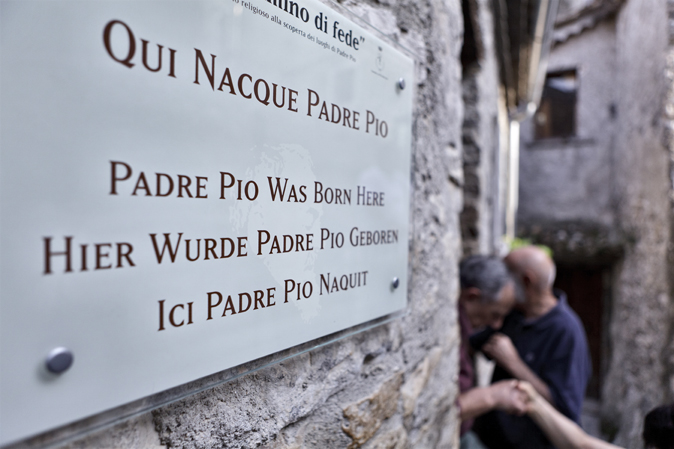 mino di fede”
religioso alla scoperta dei luoghi di Padre Pio
QUI NACQUE PADRE PIO
PADRE PIO WAS BORN HERE
HIER WURDE PADRE PIO GEBOREN
ICI PADRE PIO NAQUIT